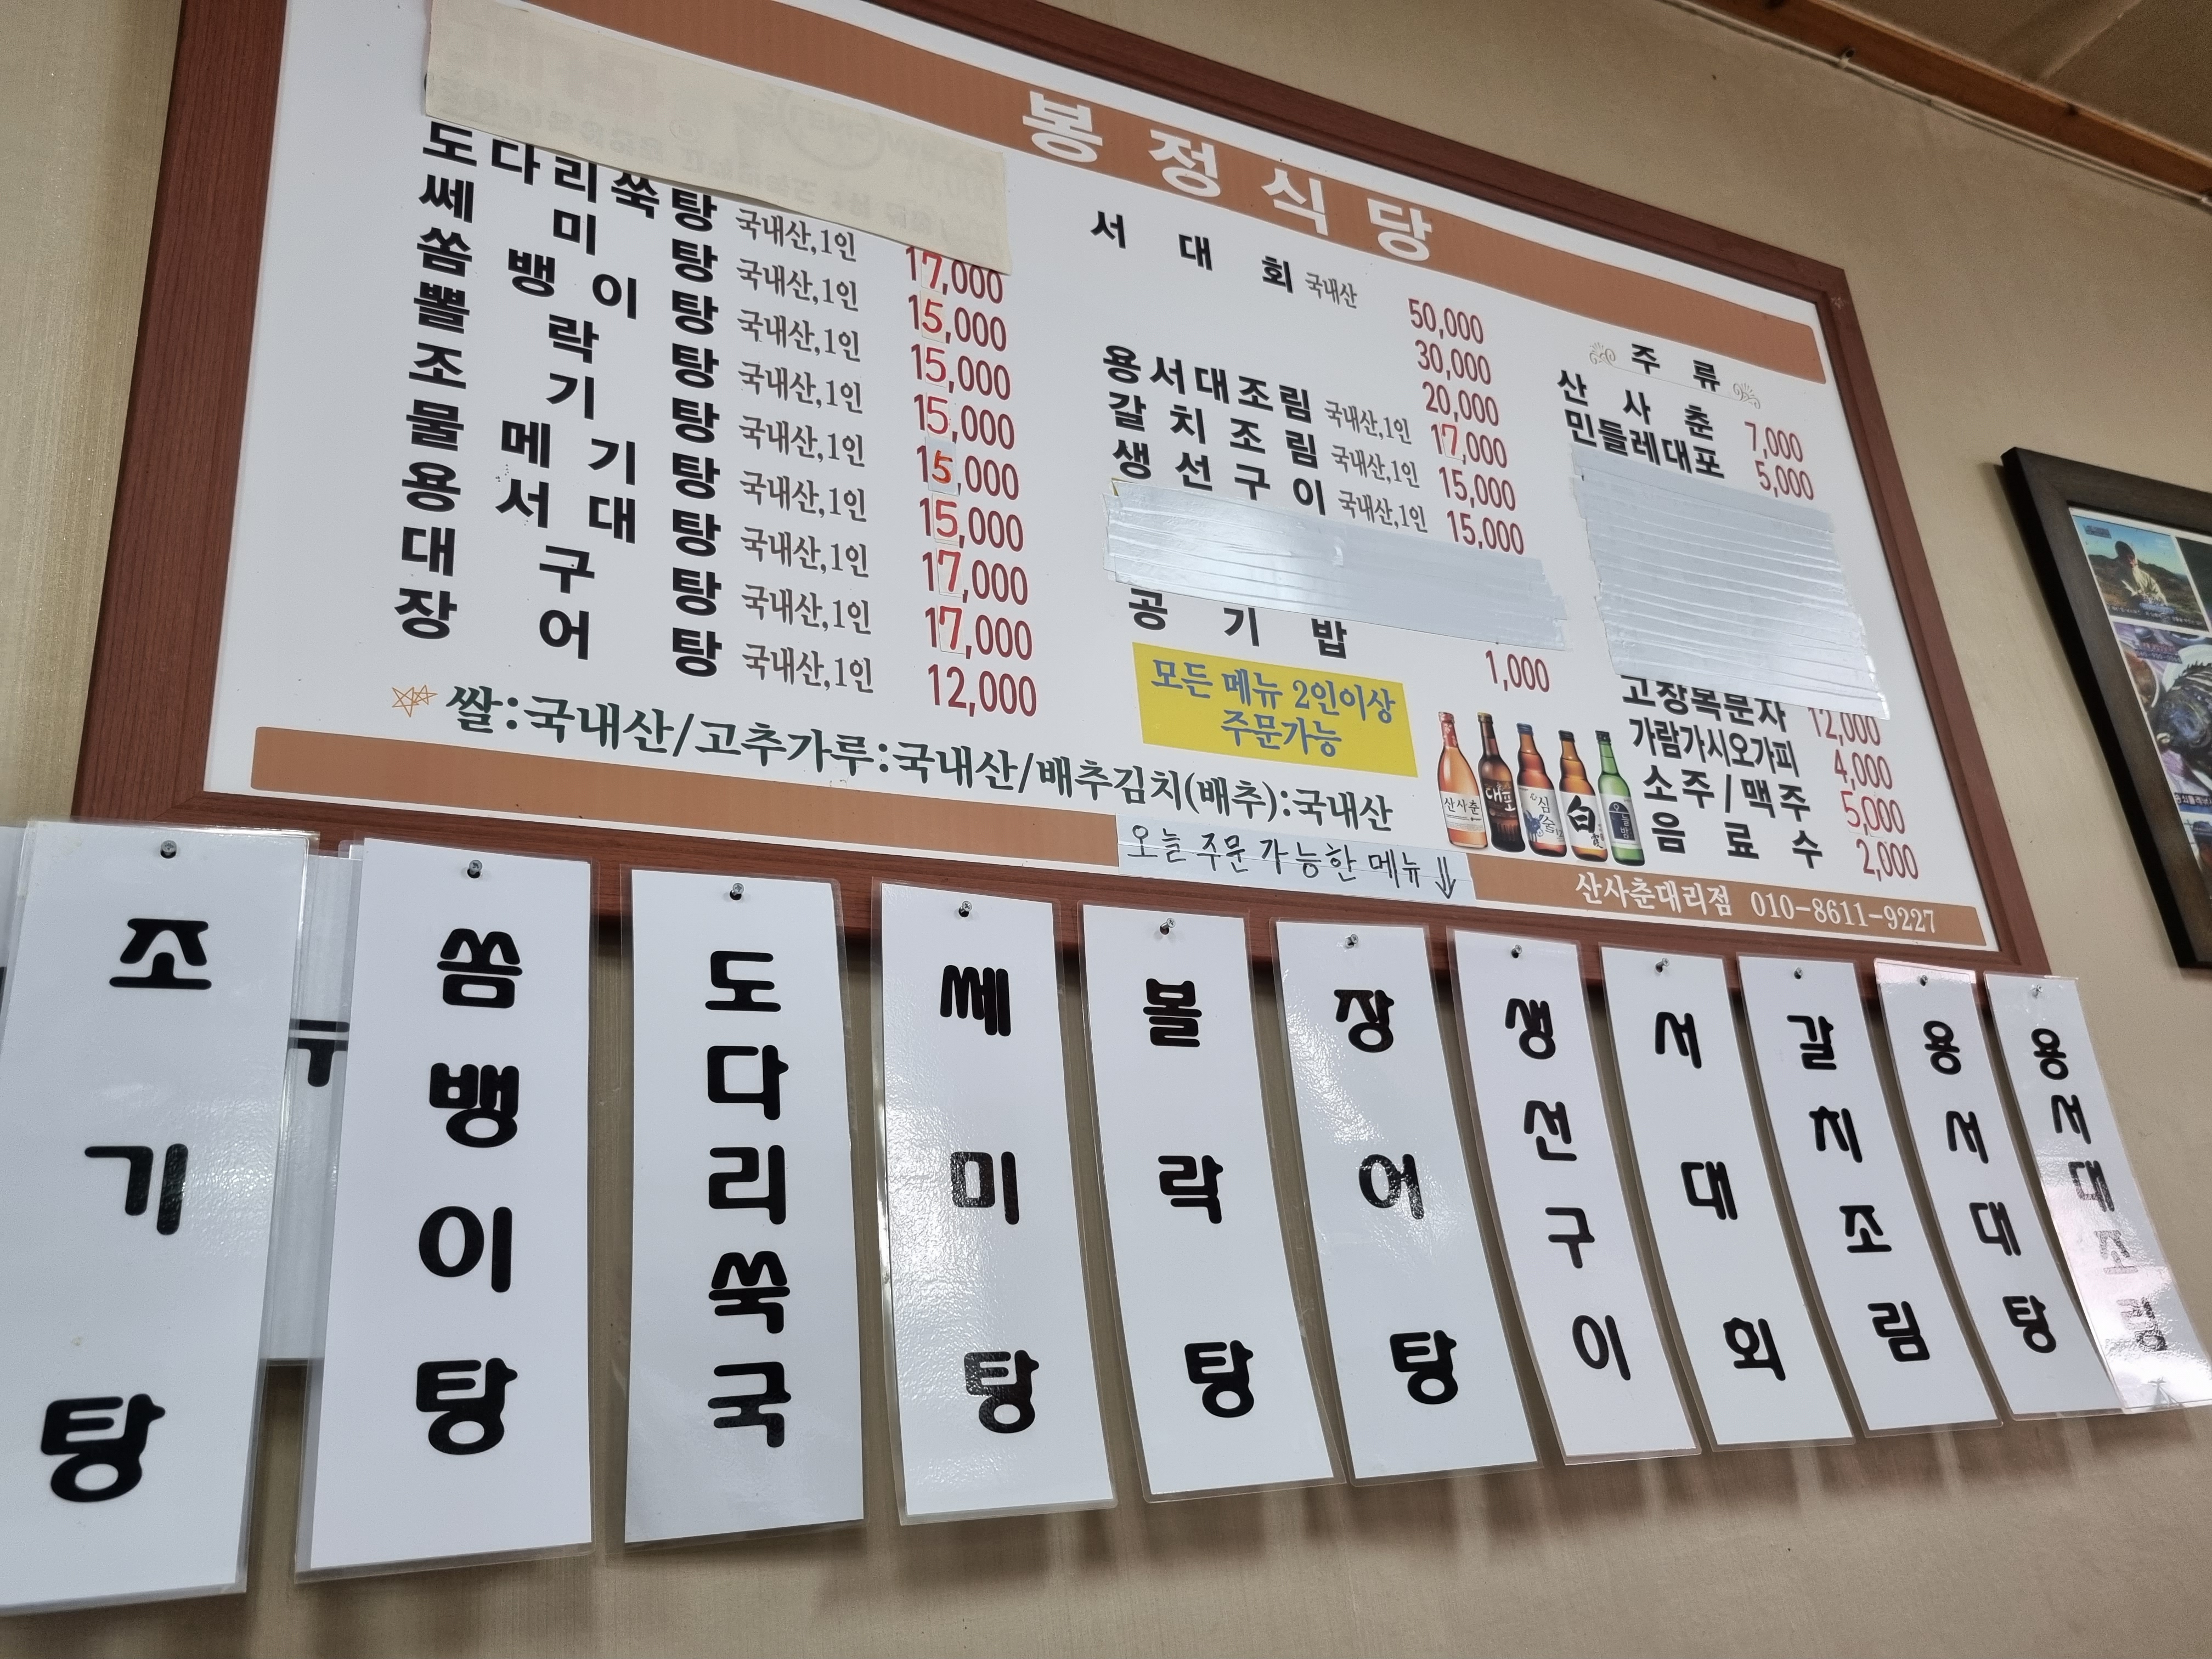 봉정식당
도다리쑥탕 국내산,1인 17,000
쎄미탕 국내산,1인 15,000
쏨뱅이탕 국내산,1인 15,000
뽈락탕 국내산,1인 15,000
조기탕 국내산,1인 15,000
물메기탕 국내산,1인 15,000
용서대탕 국내산,1인 17,000
대구탕 국내산,1인 17,000
장어탕 국내산,1인 12,000
서대회 국내산 50,000
30,000
20,000
용서대조림 국내산,1인 17,000
갈치조림 국내산,1인 15,000
생선구이 국내산,1인 15,000
공기밥 1,000
모든 메뉴 2인이상
주문가능
주류
산사춘 7,000
민들레대포 5,000
고창복분자 12,000
가람가시오가피 4,000
소주/맥주 5,000
음료수 2,000
산사춘
대포
심술
白
오늘밤
쌀:국내산/고추가루:국내산/배추김치(배추):국내산
오늘 주문 가능한 메뉴 ⇓
산사춘대리점 010-8611-9227
조기탕
쏨뱅이탕
도다리쑥국
쎄미탕
볼락탕
장어탕
생선구이
서대회
갈치조림
용서대탕
용서대조림